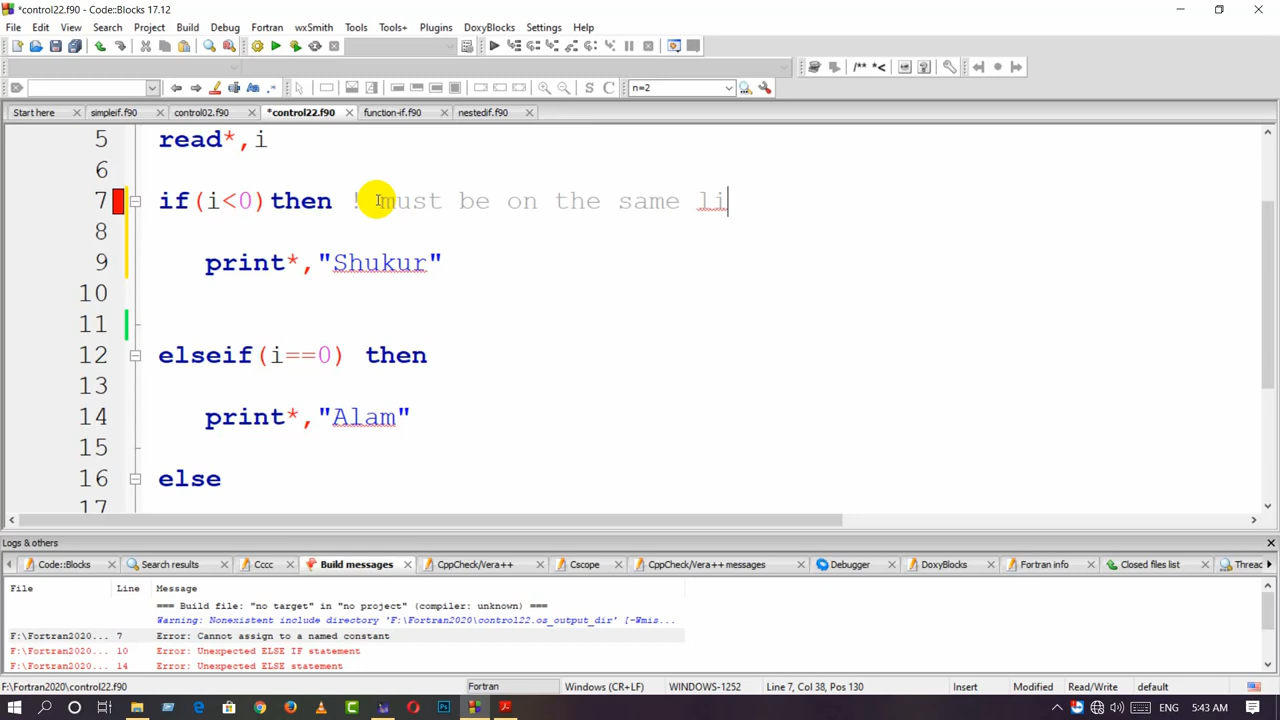 *control22.f90 - Code::Blocks 17.12
File Edit View Search Project Build Debug Fortran wxSmith Tools Tools+ Plugins DoxyBlocks Settings Help
/** *<
S C n=2
Start here simpleif.f90 control02.f90 *control22.f90 function-if.f90 nestedif.f90
5 read*,i
6
7 if(i<0)then ! must be on the same li
8
9 print*,"Shukur"
10
11
12 elseif(i==0) then
13
14 print*,"Alam"
15
16 else
17
Logs & others
Code::Blocks Search results Cccc Build messages CppCheck/Vera++ Cscope CppCheck/Vera++ messages Debugger DoxyBlocks Fortran info Closed files list Threa
File Line Message
=== Build file: "no target" in "no project" (compiler: unknown) ===
Warning: Nonexistent include directory 'F:\Fortran2020\control22.os_output_dir' [-Wmis...
F:\Fortran2020... 7 Error: Cannot assign to a named constant
F:\Fortran2020... 10 Error: Unexpected ELSE IF statement
F:\Fortran2020... 14 Error: Unexpected ELSE statement
F:\Fortran2020\control22.f90 Fortran Windows (CR+LF) WINDOWS-1252 Line 7, Col 38, Pos 130 Insert Modified Read/Write default
ENG 5:43 AM